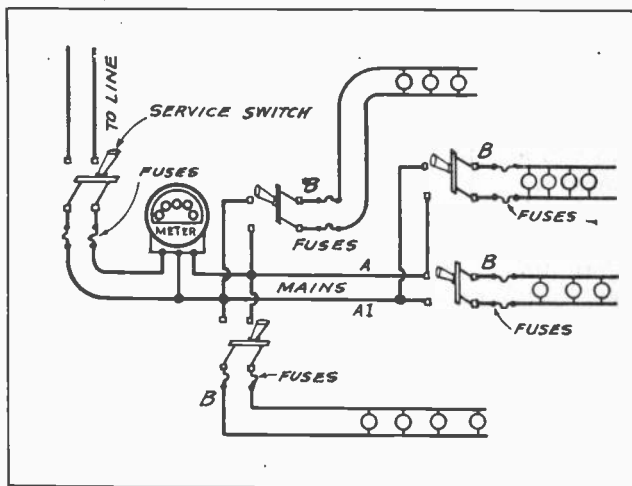 TO LINE
SERVICE SWITCH
FUSES
METER
B
FUSES
A
MAINS
A1
B
FUSES
B
FUSES
FUSES
B